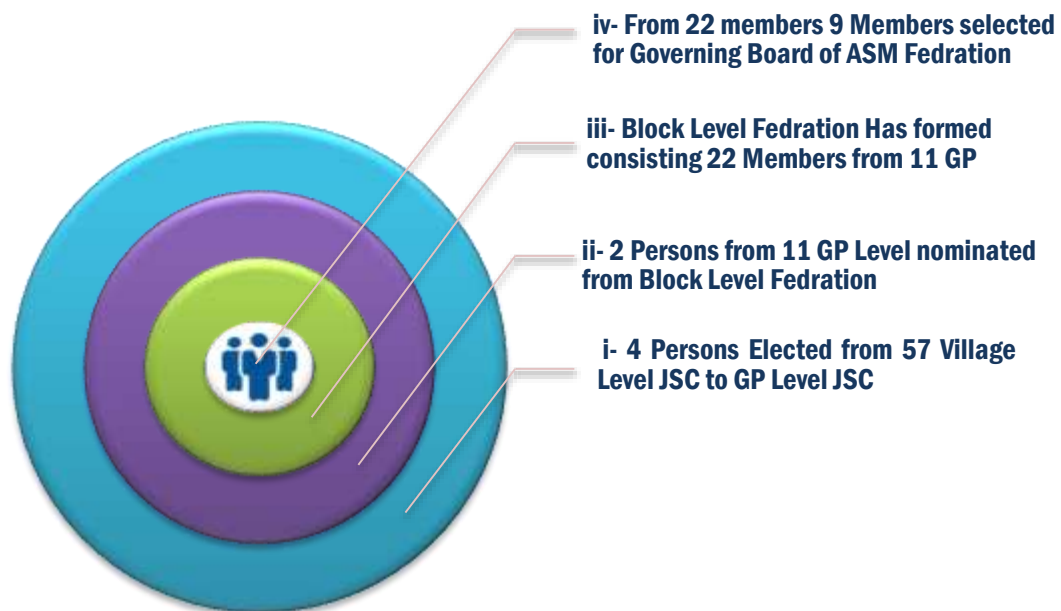 iv- From 22 members 9 Members selected
for Governing Board of ASM Fedration
iii- Block Level Fedration Has formed
consisting 22 Members from 11 GP
ii- 2 Persons from 11 GP Level nominated
from Block Level Fedration
i- 4 Persons Elected from 57 Village
Level JSC to GP Level JSC